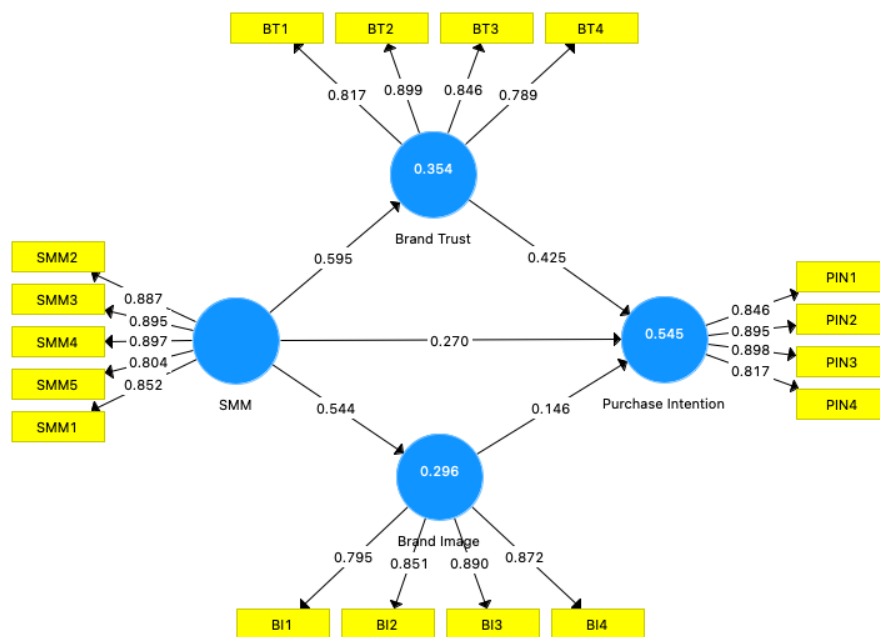 BT1 BT2 BT3 BT4
0.817 0.899 0.846 0.789
0.354
Brand Trust
0.595 0.425
SMM2
SMM3
SMM4
SMM5
SMM1
0.887
0.895
0.897
0.804
0.852
SMM
0.270
0.545
Purchase Intention
0.846
0.895
0.898
0.817
PIN1
PIN2
PIN3
PIN4
0.544 0.146
0.296
Brand Image
0.795 0.851 0.890 0.872
BI1 BI2 BI3 BI4